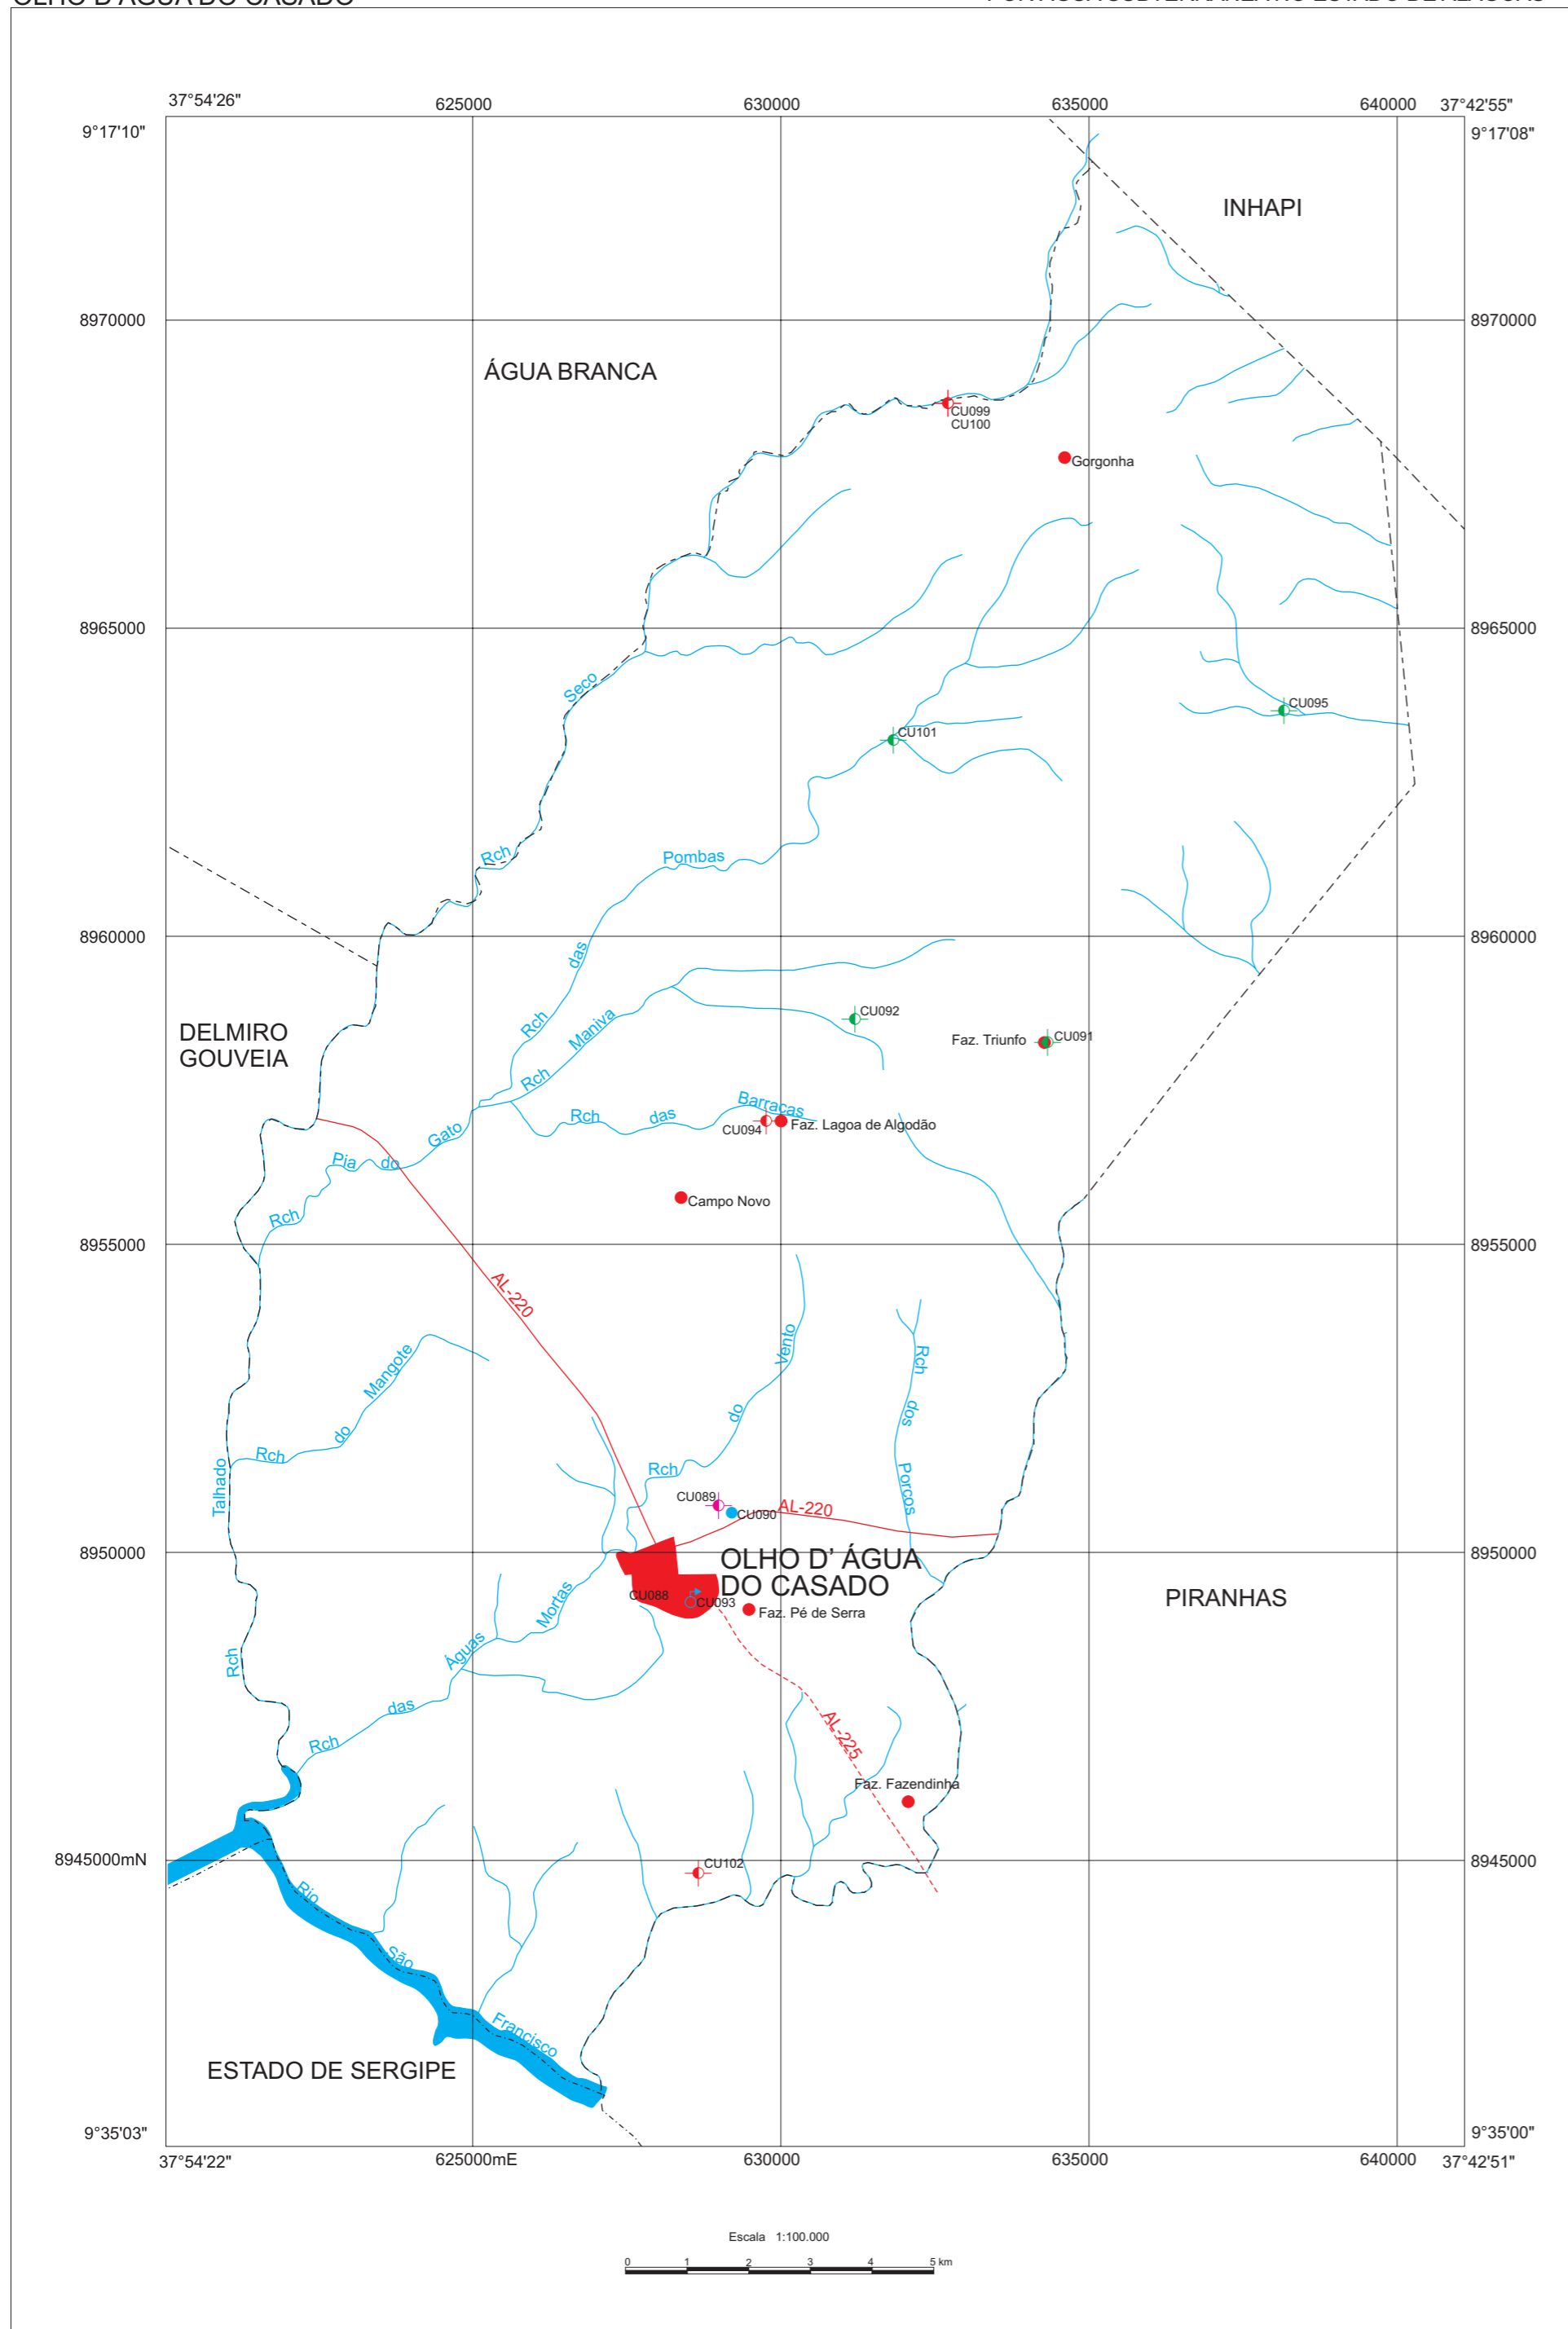 OLHO D'ÁGUA DO CASADO
37°54'26"
625000
630000
635000
640000
37°42'55"
9°17'10"
9°17'08"
INHAPI
8970000
8970000
ÁGUA BRANCA
CU099
CU100
Gorgonha
8965000
8965000
Seco
CU095
CU101
Rch
Pombas
das
8960000
8960000
Rch
Maniva
CU092
DELMIRO
GOUVEIA
Faz. Triunfo
CU091
Rch
Barracas
Rch
das
Gato
CU094
Faz. Lagoa de Algodão
Pia
do
Campo Novo
Rch
8955000
8955000
AL-220
Vento
Mangote
Rch
do
dos
do
Rch
Rch
Talhado
Porcos
CU089
CU090
AL-220
8950000
8950000
OLHO D' ÁGUA
DO CASADO
CU088
CU093
Faz. Pé de Serra
PIRANHAS
Mortas
Águas
Rch
das
Rch
AL-225
Faz. Fazendinha
8945000mN
8945000
CU102
Rio
São
Francisco
ESTADO DE SERGIPE
9°35'03"
9°35'00"
37°54'22"
625000mE
630000
635000
640000
37°42'51"
Escala 1:100.000
0
1
2
3
4
5 km